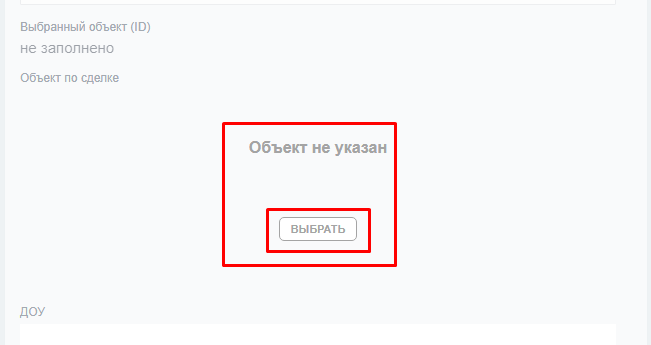 Выбранный объект (ID)
не заполнено
Объект по сделке
Объект не указан
ВЫБРАТЬ
ДОУ